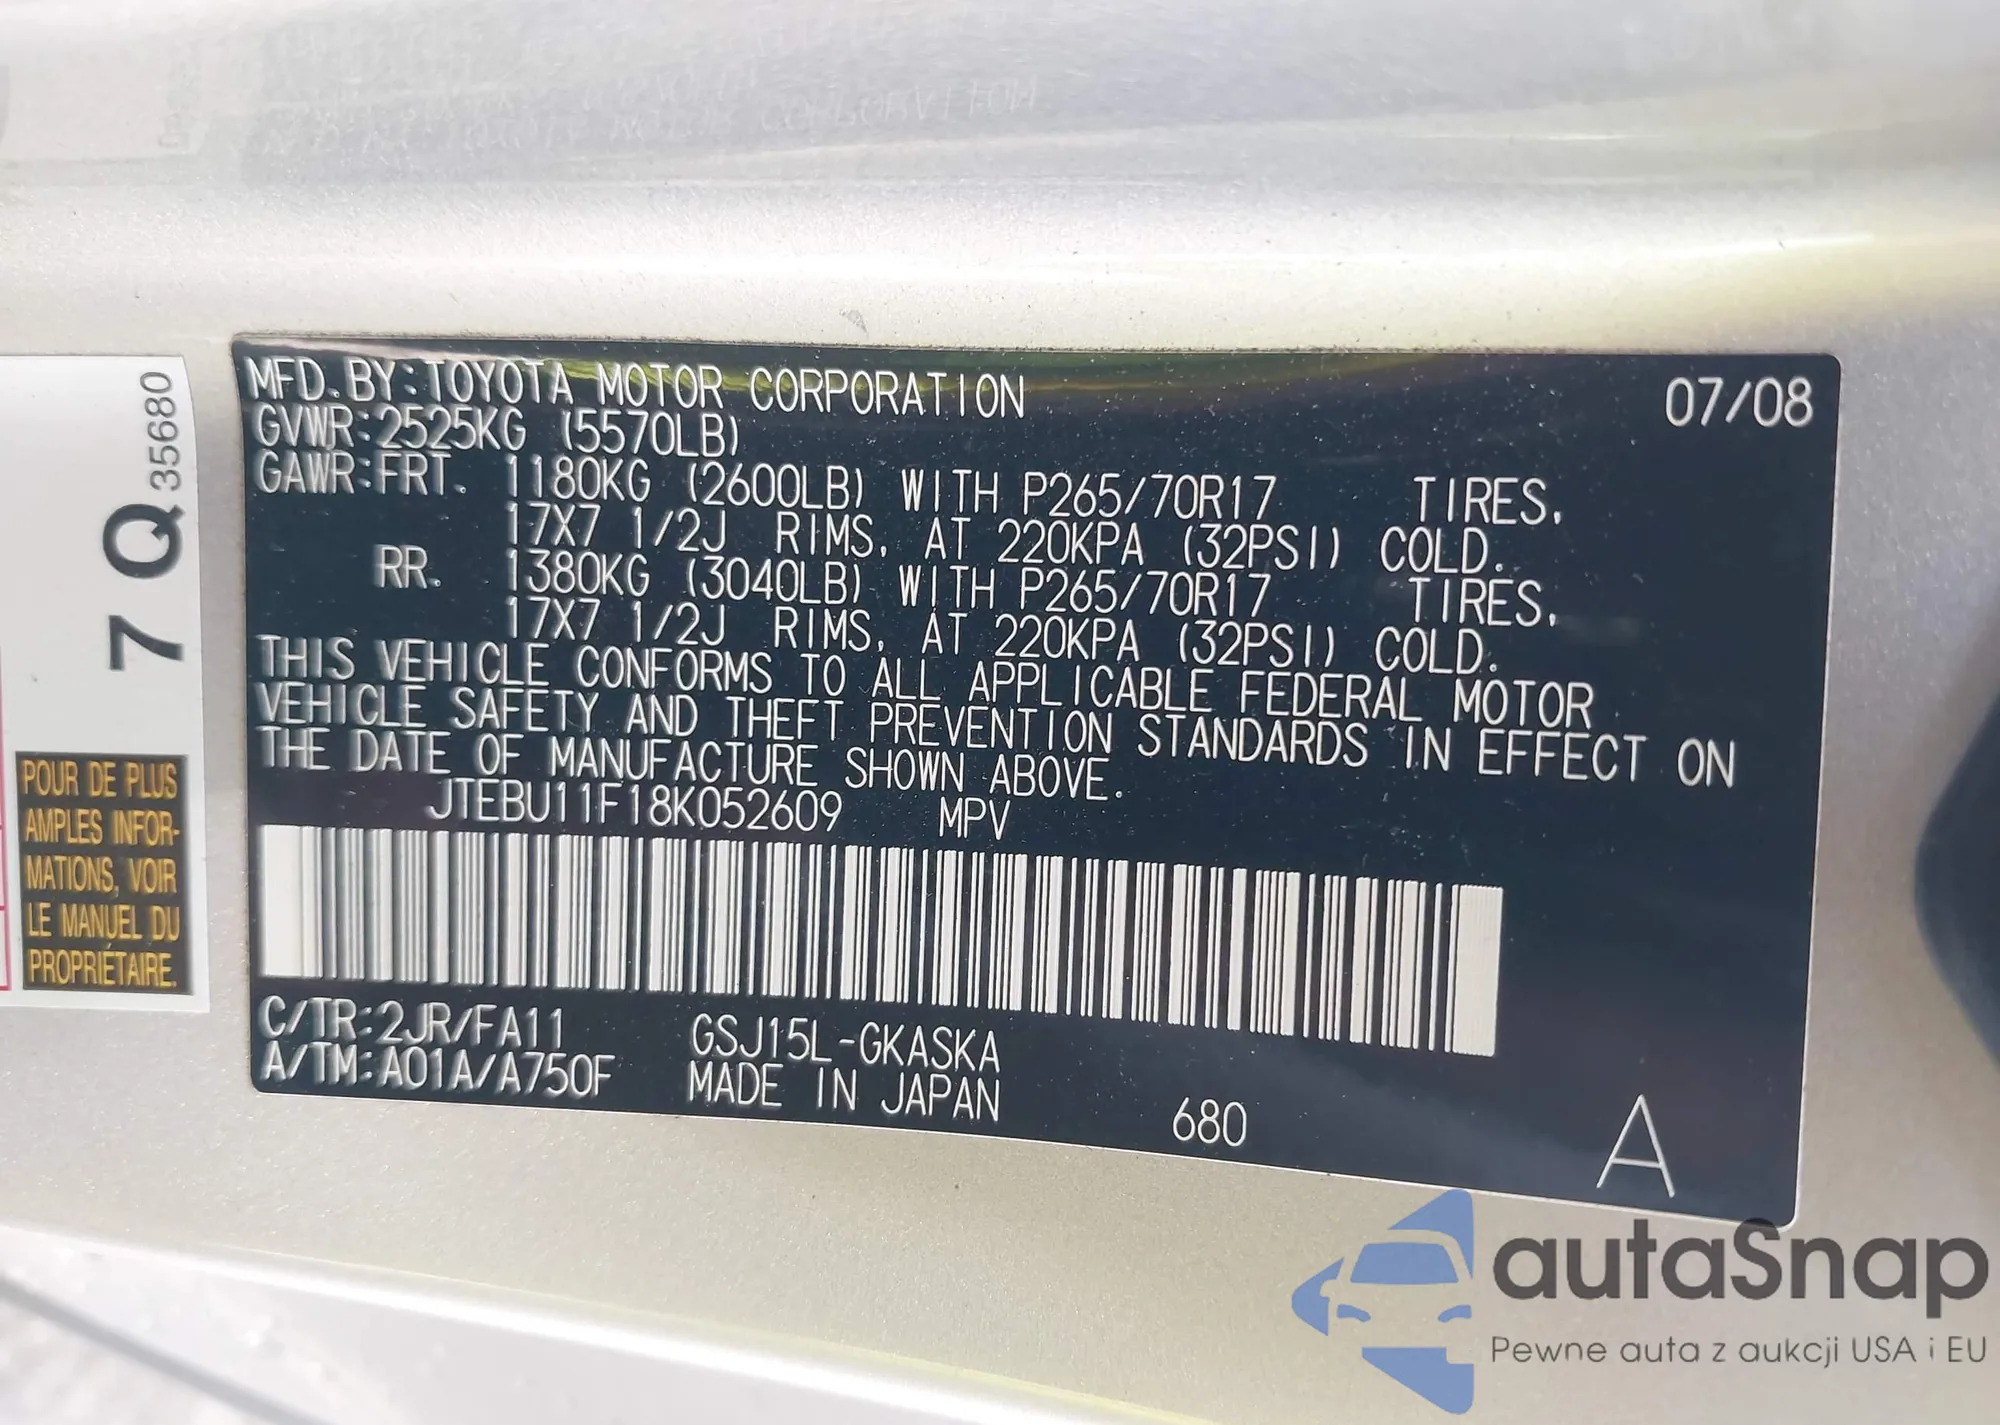 MFD.BY:TOYOTA MOTOR CORPORATION 07/08
GVWR:2525KG (5570LB)
GAWR:FRT. 1180KG (2600LB) WITH P265/70R17 TIRES,
17X7 1/2J RIMS, AT 220KPA (32PSI) COLD.
RR. 1380KG (3040LB) WITH P265/70R17 TIRES,
17X7 1/2J RIMS, AT 220KPA (32PSI) COLD.
THIS VEHICLE CONFORMS TO ALL APPLICABLE FEDERAL MOTOR
VEHICLE SAFETY AND THEFT PREVENTION STANDARDS IN EFFECT ON
THE DATE OF MANUFACTURE SHOWN ABOVE.
JTEBU11F18K052609 MPV
C/TR:2JR/FA11 GSJ15L-GKASKA
A/TM:A01A/A750F MADE IN JAPAN
680
A
7 Q 35680
POUR DE PLUS
AMPLES INFOR-
MATIONS, VOIR
LE MANUEL DU
PROPRIÉTAIRE.
autaSnap
Pewne auta z aukcji USA i EU